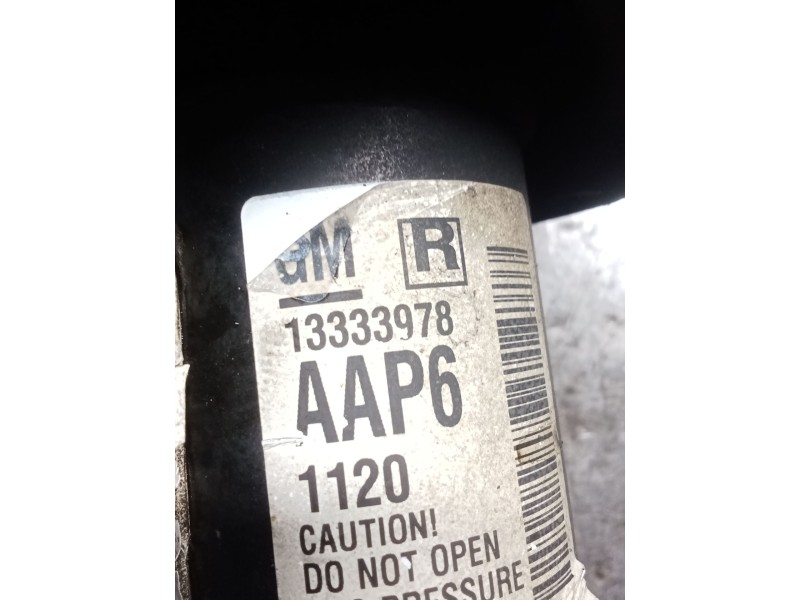 GM R
13333978
AAP6
1120
CAUTION!
DO NOT OPEN
PRESSURE